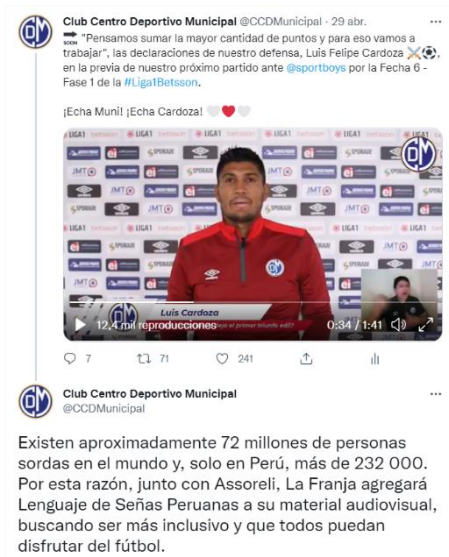 Club Centro Deportivo Municipal @CCDMunicipal · 29 abr.
SOON "Pensamos sumar la mayor cantidad de puntos y para eso vamos a
trabajar", las declaraciones de nuestro defensa, Luis Felipe Cardoza ⚔️⚽,
en la previa de nuestro próximo partido ante @sportboys por la Fecha 6 -
Fase 1 de la #Liga1Betsson.
¡Echa Muni! ¡Echa Cardoza! 🤍❤️🤍
Luis Cardoza
12,4 mil reproducciones
0:34 / 1:41
7 71 241
Club Centro Deportivo Municipal
@CCDMunicipal
Existen aproximadamente 72 millones de personas
sordas en el mundo y, solo en Perú, más de 232 000.
Por esta razón, junto con Assoreli, La Franja agregará
Lenguaje de Señas Peruanas a su material audiovisual,
buscando ser más inclusivo y que todos puedan
disfrutar del fútbol.